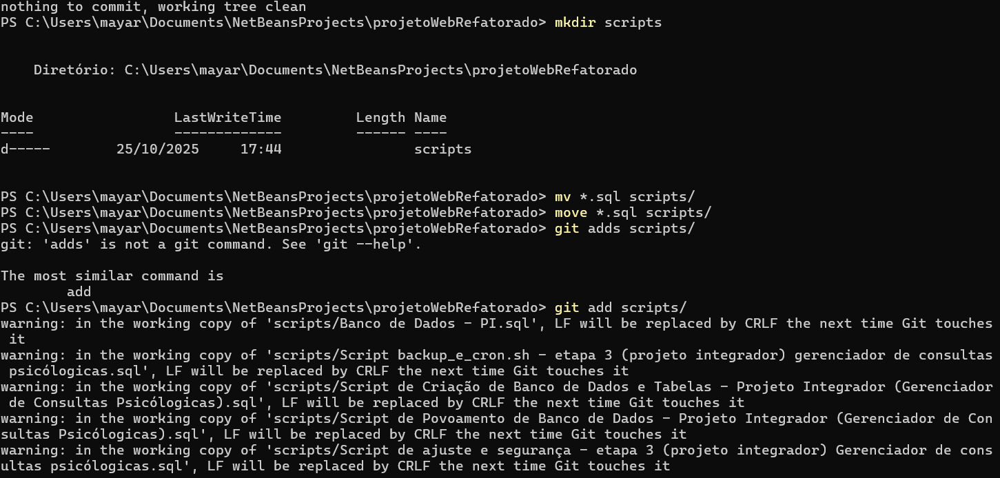 nothing to commit, working tree clean
PS C:\Users\mayar\Documents\NetBeansProjects\projetoWebRefatorado> mkdir scripts
    Diretório: C:\Users\mayar\Documents\NetBeansProjects\projetoWebRefatorado
Mode                 LastWriteTime         Length Name
----                 -------------         ------ ----
d-----        25/10/2025     17:44                scripts
PS C:\Users\mayar\Documents\NetBeansProjects\projetoWebRefatorado> mv *.sql scripts/
PS C:\Users\mayar\Documents\NetBeansProjects\projetoWebRefatorado> move *.sql scripts/
PS C:\Users\mayar\Documents\NetBeansProjects\projetoWebRefatorado> git adds scripts/
git: 'adds' is not a git command. See 'git --help'.
The most similar command is
        add
PS C:\Users\mayar\Documents\NetBeansProjects\projetoWebRefatorado> git add scripts/
warning: in the working copy of 'scripts/Banco de Dados - PI.sql', LF will be replaced by CRLF the next time Git touches
 it
warning: in the working copy of 'scripts/Script backup_e_cron.sh - etapa 3 (projeto integrador) gerenciador de consultas
 psicólogicas.sql', LF will be replaced by CRLF the next time Git touches it
warning: in the working copy of 'scripts/Script de Criação de Banco de Dados e Tabelas - Projeto Integrador (Gerenciador
 de Consultas Psicólogicas).sql', LF will be replaced by CRLF the next time Git touches it
warning: in the working copy of 'scripts/Script de Povoamento de Banco de Dados - Projeto Integrador (Gerenciador de Con
sultas Psicólogicas).sql', LF will be replaced by CRLF the next time Git touches it
warning: in the working copy of 'scripts/Script de ajuste e segurança - etapa 3 (projeto integrador) Gerenciador de cons
ultas psicólogicas.sql', LF will be replaced by CRLF the next time Git touches it